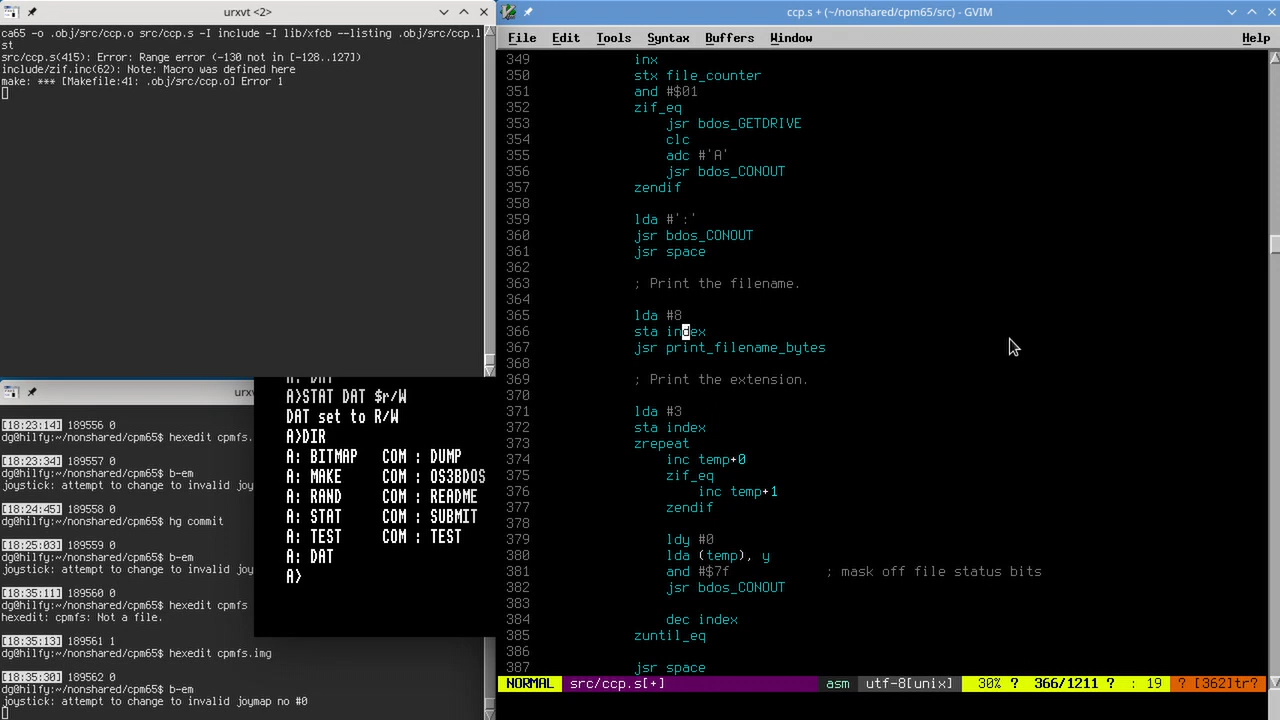 urxvt <2>
ca65 -o .obj/src/ccp.o src/ccp.s -I include -I lib/xfcb --listing .obj/src/ccp.l
st
src/ccp.s(415): Error: Range error (-130 not in [-128..127])
include/zif.inc(62): Note: Macro was defined here
make: *** [Makefile:41: .obj/src/ccp.o] Error 1
urxv
[18:23:14] 189556 0
dg@hilfy:~/nonshared/cpm65$ hexedit cpmfs.
[18:23:34] 189557 0
dg@hilfy:~/nonshared/cpm65$ b-em
joystick: attempt to change to invalid joy
[18:24:45] 189558 0
dg@hilfy:~/nonshared/cpm65$ hg commit
[18:25:03] 189559 0
dg@hilfy:~/nonshared/cpm65$ b-em
joystick: attempt to change to invalid joy
[18:35:11] 189560 0
dg@hilfy:~/nonshared/cpm65$ hexedit cpmfs
hexedit: cpmfs: Not a file.
[18:35:13] 189561 1
dg@hilfy:~/nonshared/cpm65$ hexedit cpmfs.img
[18:35:30] 189562 0
dg@hilfy:~/nonshared/cpm65$ b-em
joystick: attempt to change to invalid joymap no #0
A: DAT
A>STAT DAT $r/W
DAT set to R/W
A>DIR
A: BITMAP COM : DUMP
A: MAKE COM : OS3BDOS
A: RAND COM : README
A: STAT COM : SUBMIT
A: TEST COM : TEST
A: DAT
A>
ccp.s + (~/nonshared/cpm65/src) - GVIM
File Edit Tools Syntax Buffers Window Help
349 inx
350 stx file_counter
351 and #$01
352 zif_eq
353 jsr bdos_GETDRIVE
354 clc
355 adc #'A'
356 jsr bdos_CONOUT
357 zendif
358
359 lda #':'
360 jsr bdos_CONOUT
361 jsr space
362
363 ; Print the filename.
364
365 lda #8
366 sta index
367 jsr print_filename_bytes
368
369 ; Print the extension.
370
371 lda #3
372 sta index
373 zrepeat
374 inc temp+0
375 zif_eq
376 inc temp+1
377 zendif
378
379 ldy #0
380 lda (temp), y
381 and #$7f ; mask off file status bits
382 jsr bdos_CONOUT
383
384 dec index
385 zuntil_eq
386
387 jsr space
NORMAL src/ccp.s[+] asm utf-8[unix] 30% ? 366/1211 ? : 19 ? [362]tr?